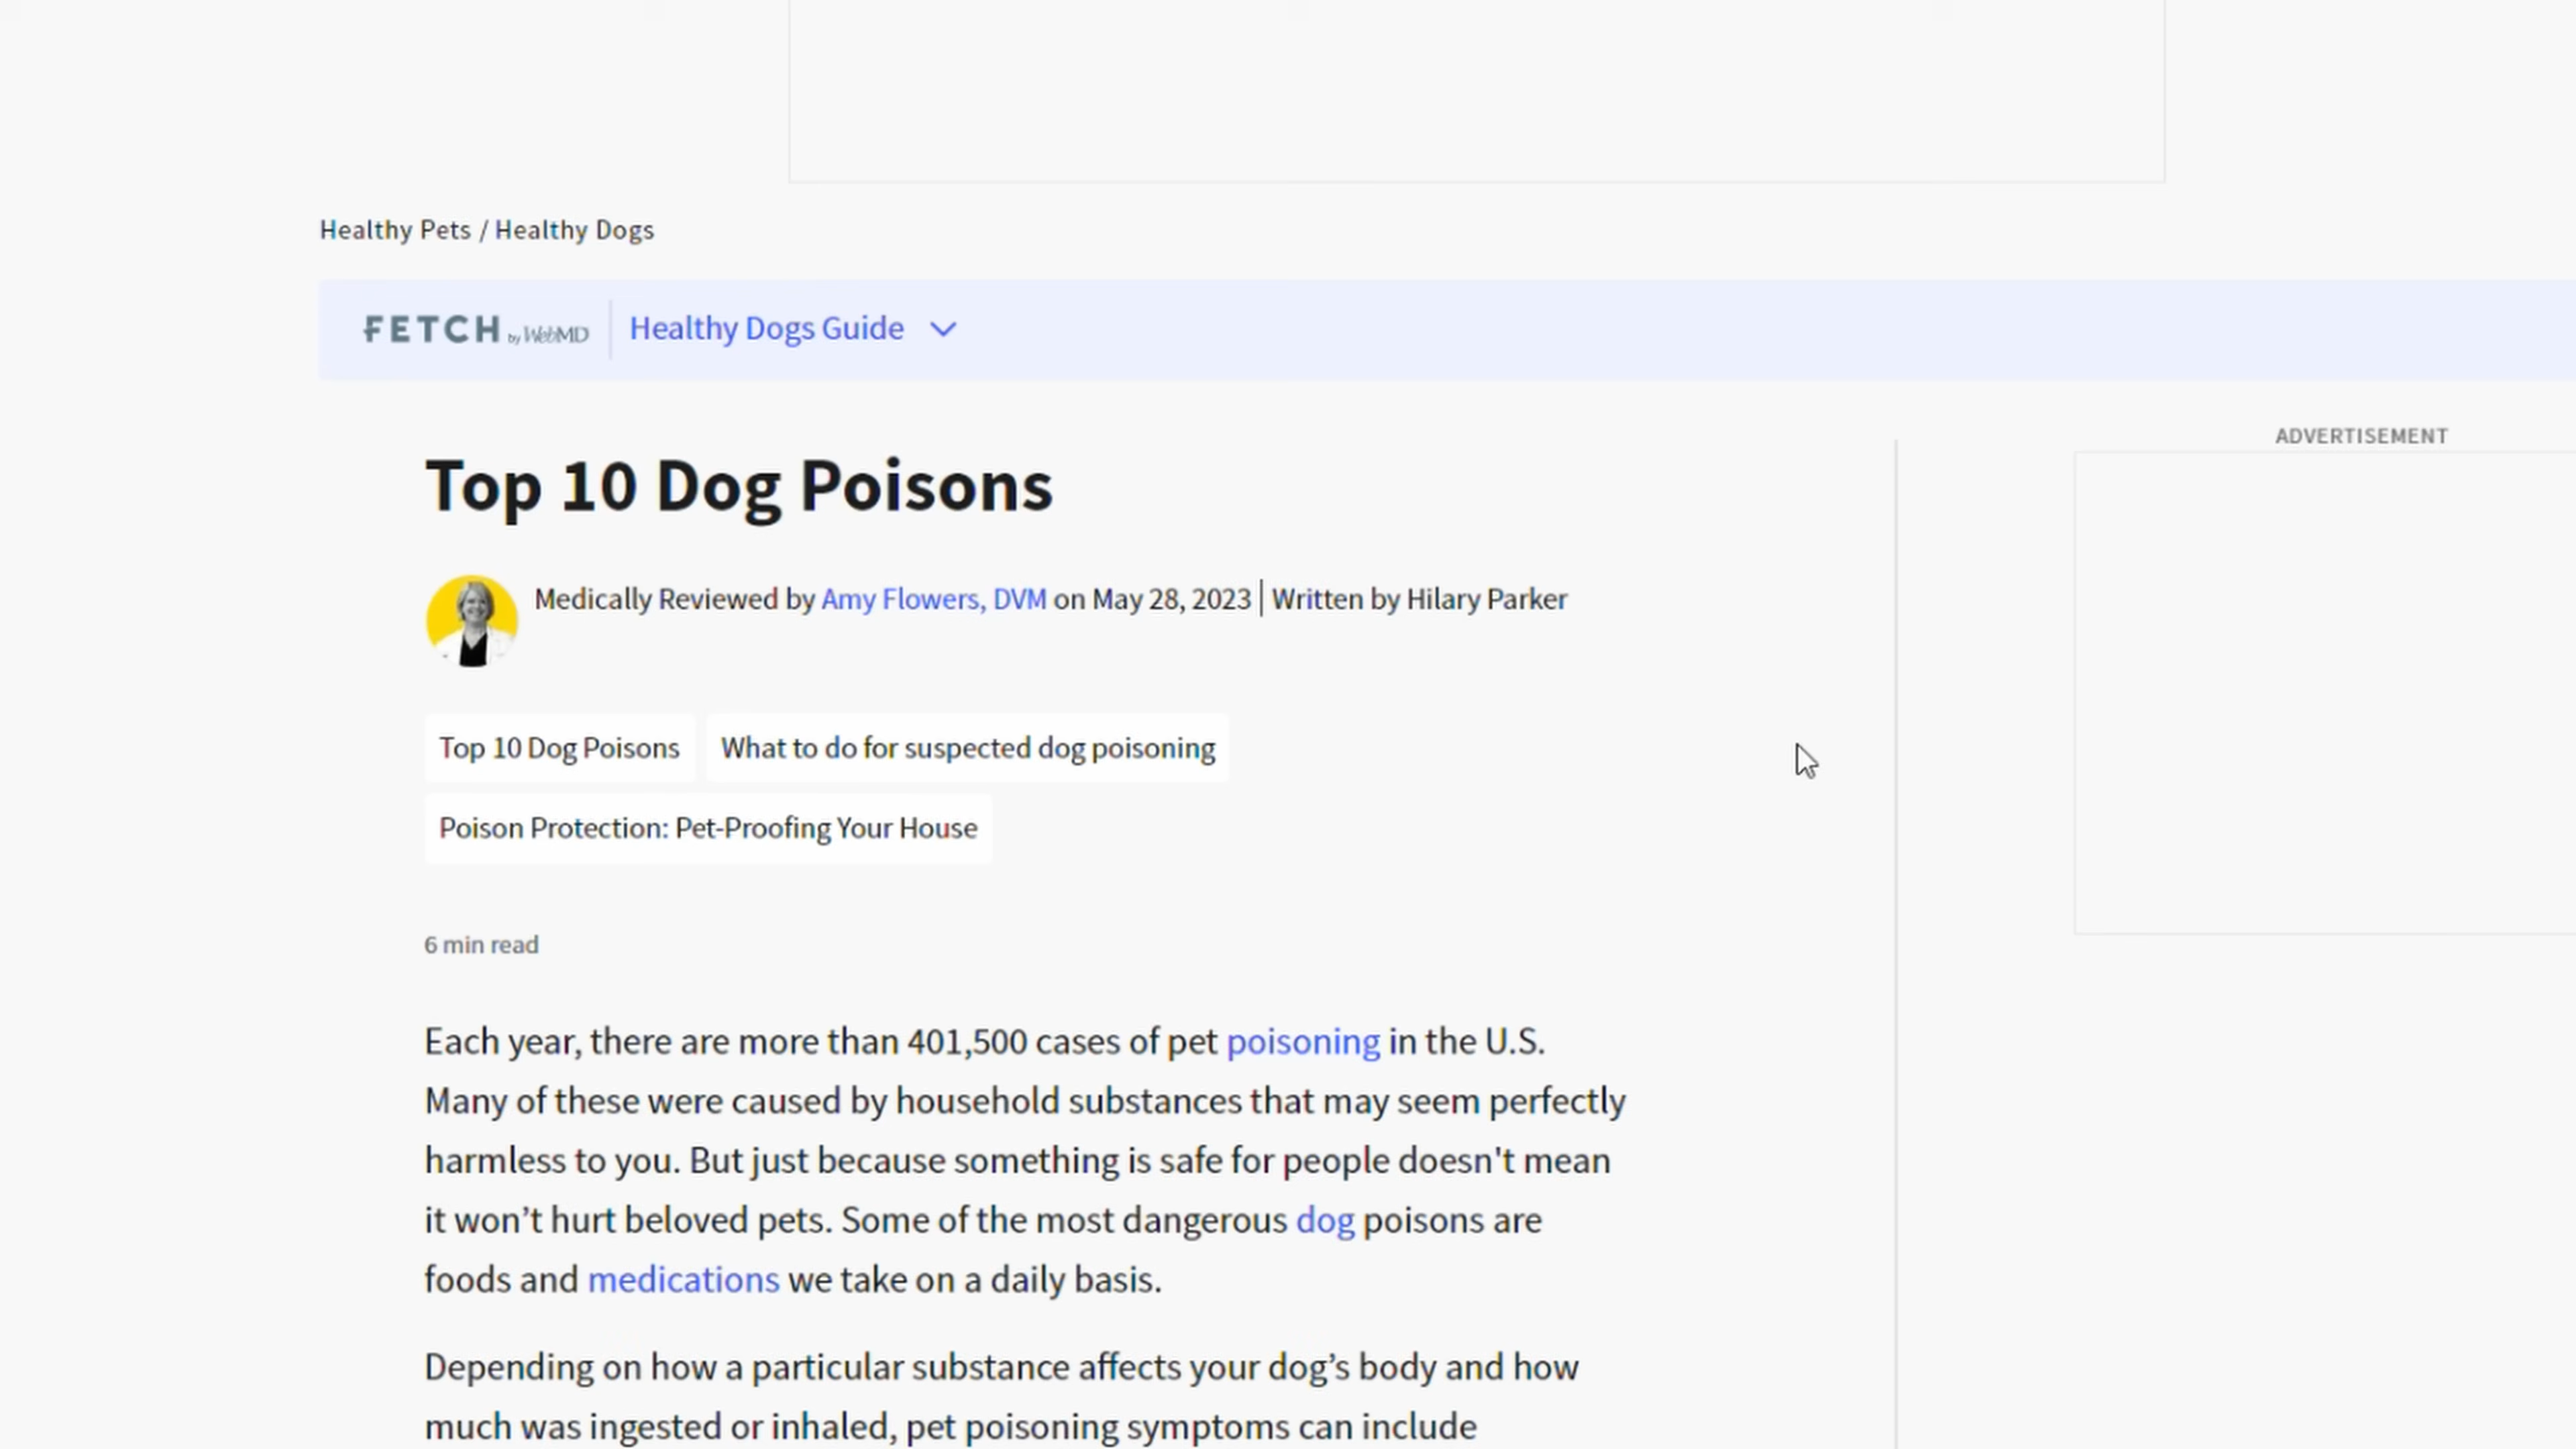 Healthy Pets / Healthy Dogs
FETCH by WebMD Healthy Dogs Guide
ADVERTISEMENT
Top 10 Dog Poisons
Medically Reviewed by Amy Flowers, DVM on May 28, 2023 | Written by Hilary Parker
Top 10 Dog Poisons What to do for suspected dog poisoning
Poison Protection: Pet-Proofing Your House
6 min read
Each year, there are more than 401,500 cases of pet poisoning in the U.S.
Many of these were caused by household substances that may seem perfectly
harmless to you. But just because something is safe for people doesn't mean
it won’t hurt beloved pets. Some of the most dangerous dog poisons are
foods and medications we take on a daily basis.
Depending on how a particular substance affects your dog’s body and how
much was ingested or inhaled, pet poisoning symptoms can include